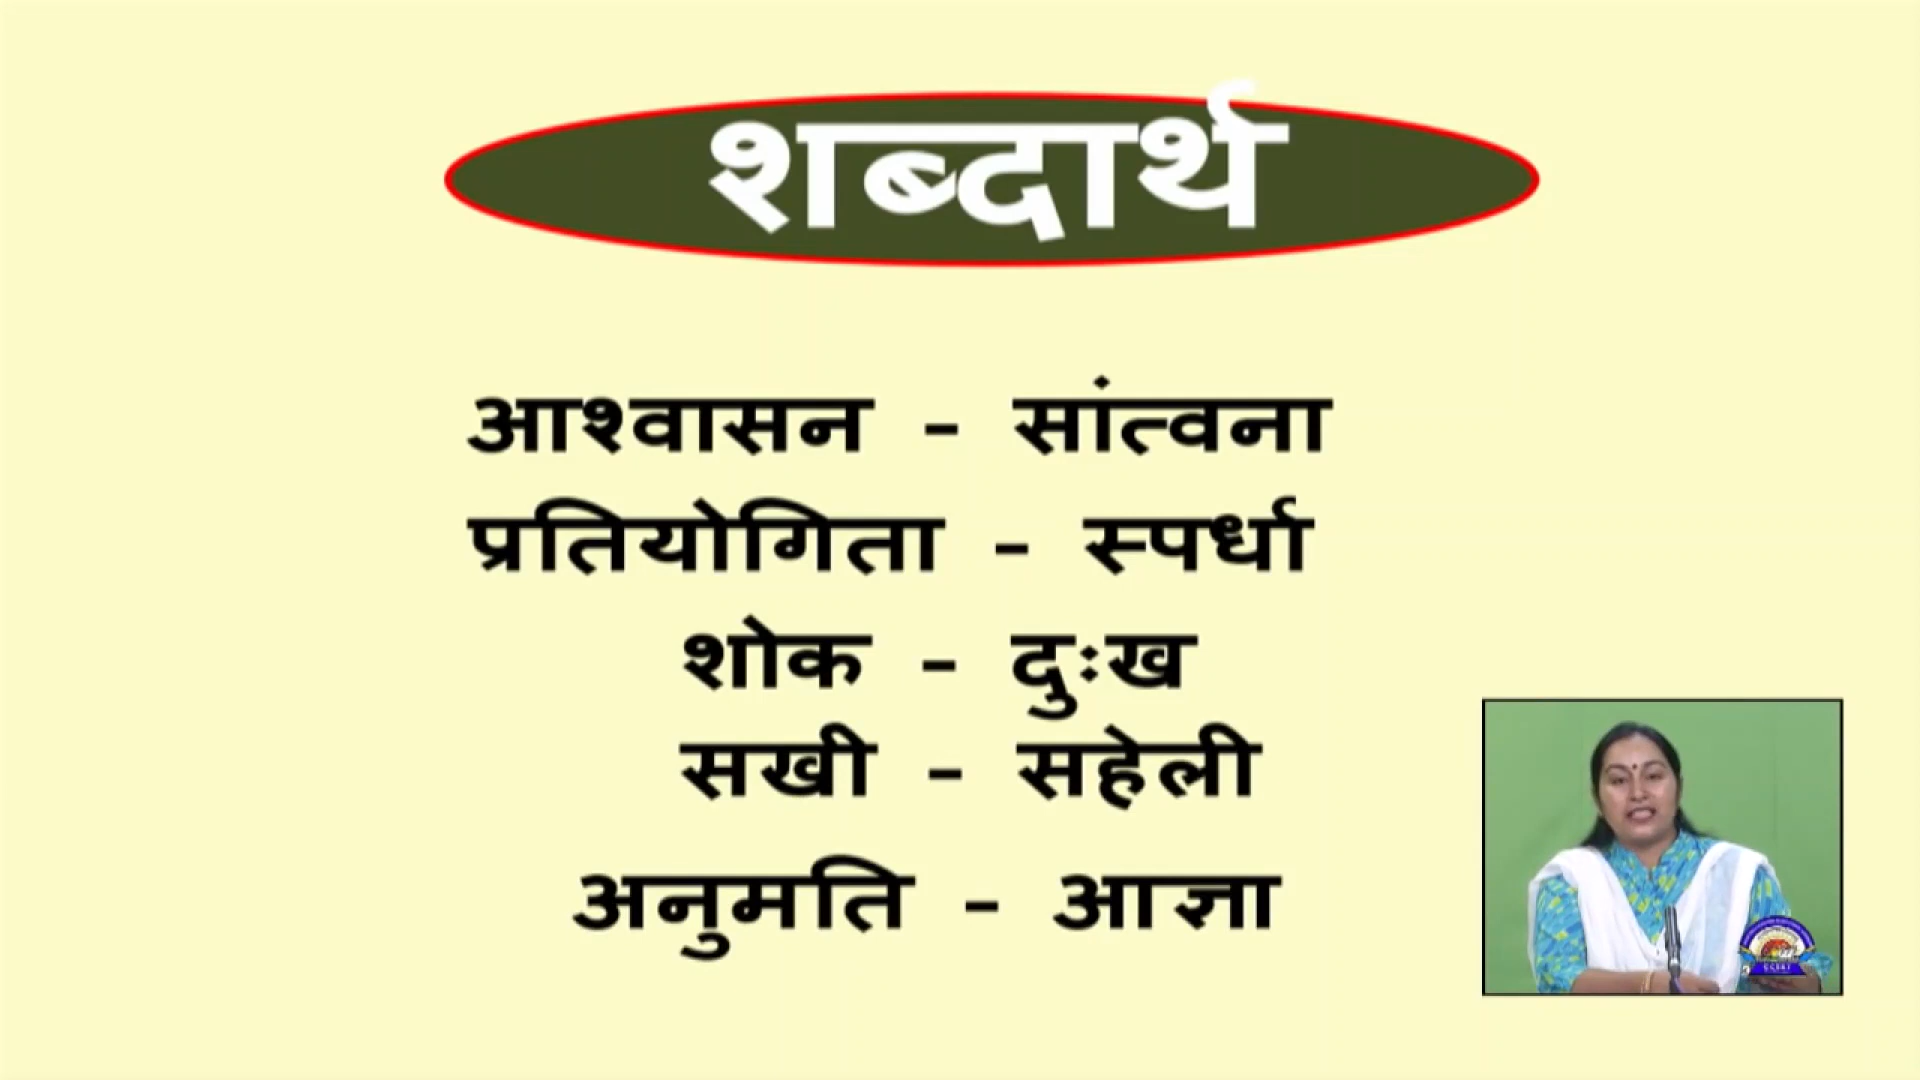 शब्दार्थ
आश्वासन - सांत्वना
प्रतियोगिता - स्पर्धा
शोक - दुःख
सखी - सहेली
अनुमति - आज्ञा